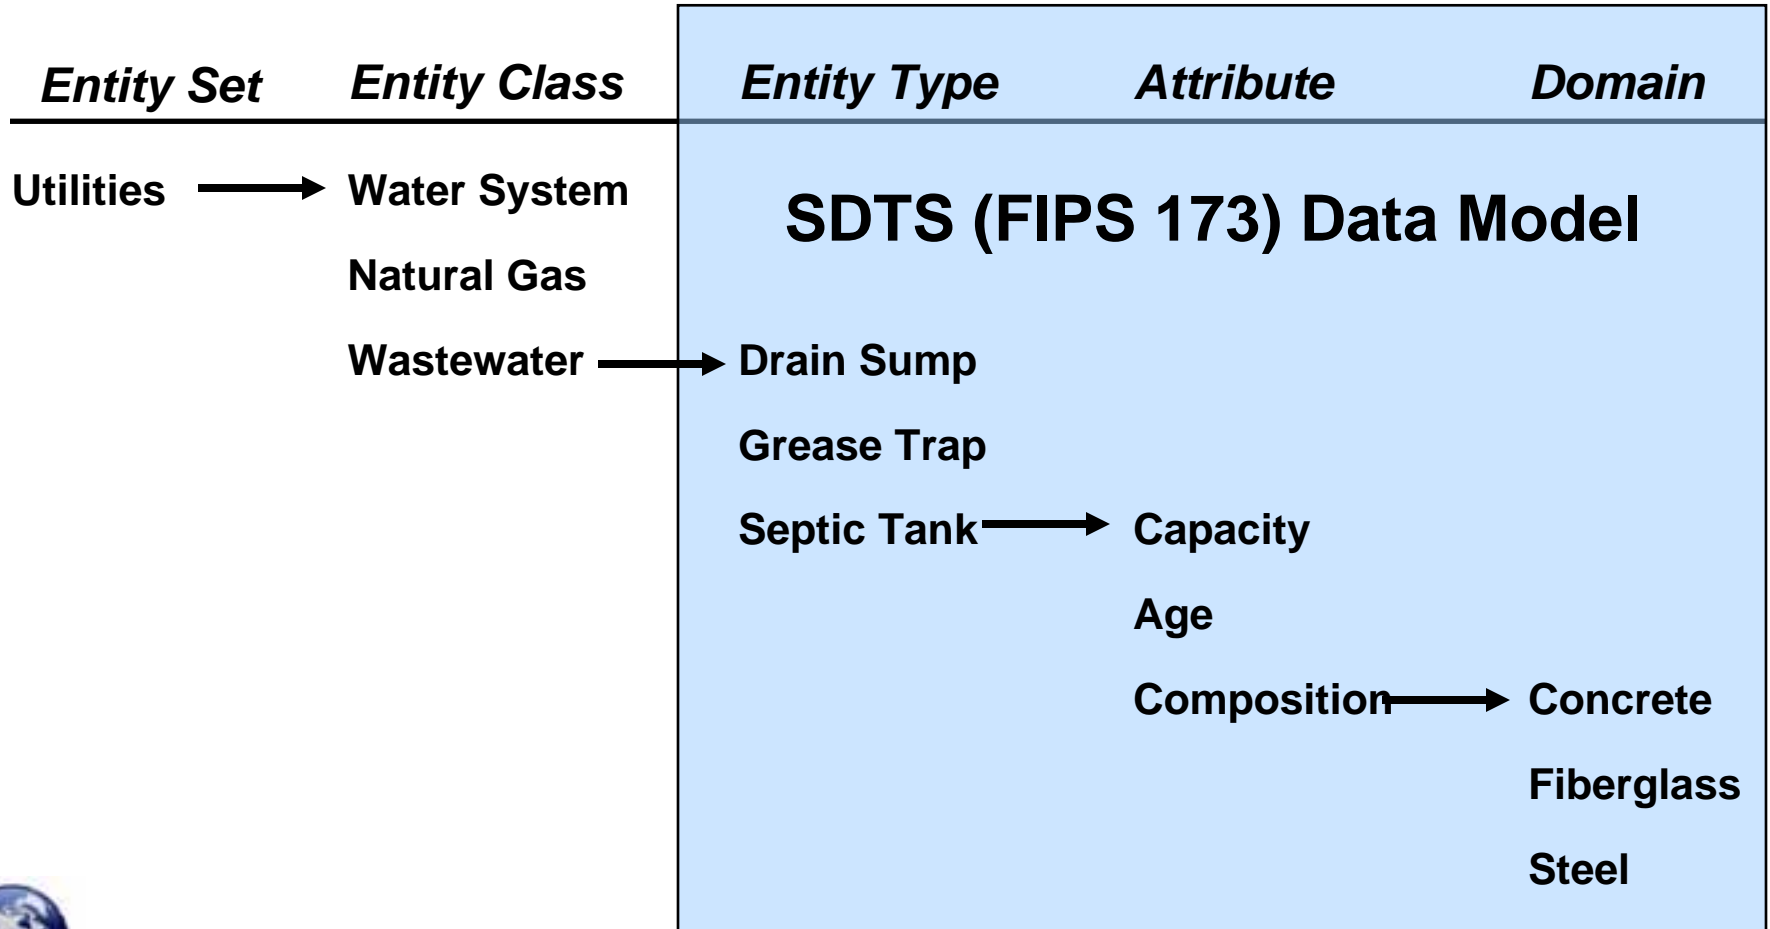 Entity Set Entity Class Entity Type Attribute Domain
Utilities Water System
SDTS (FIPS 173) Data Model
Natural Gas
Wastewater Drain Sump
Grease Trap
Septic Tank Capacity
Age
Composition Concrete
Fiberglass
Steel